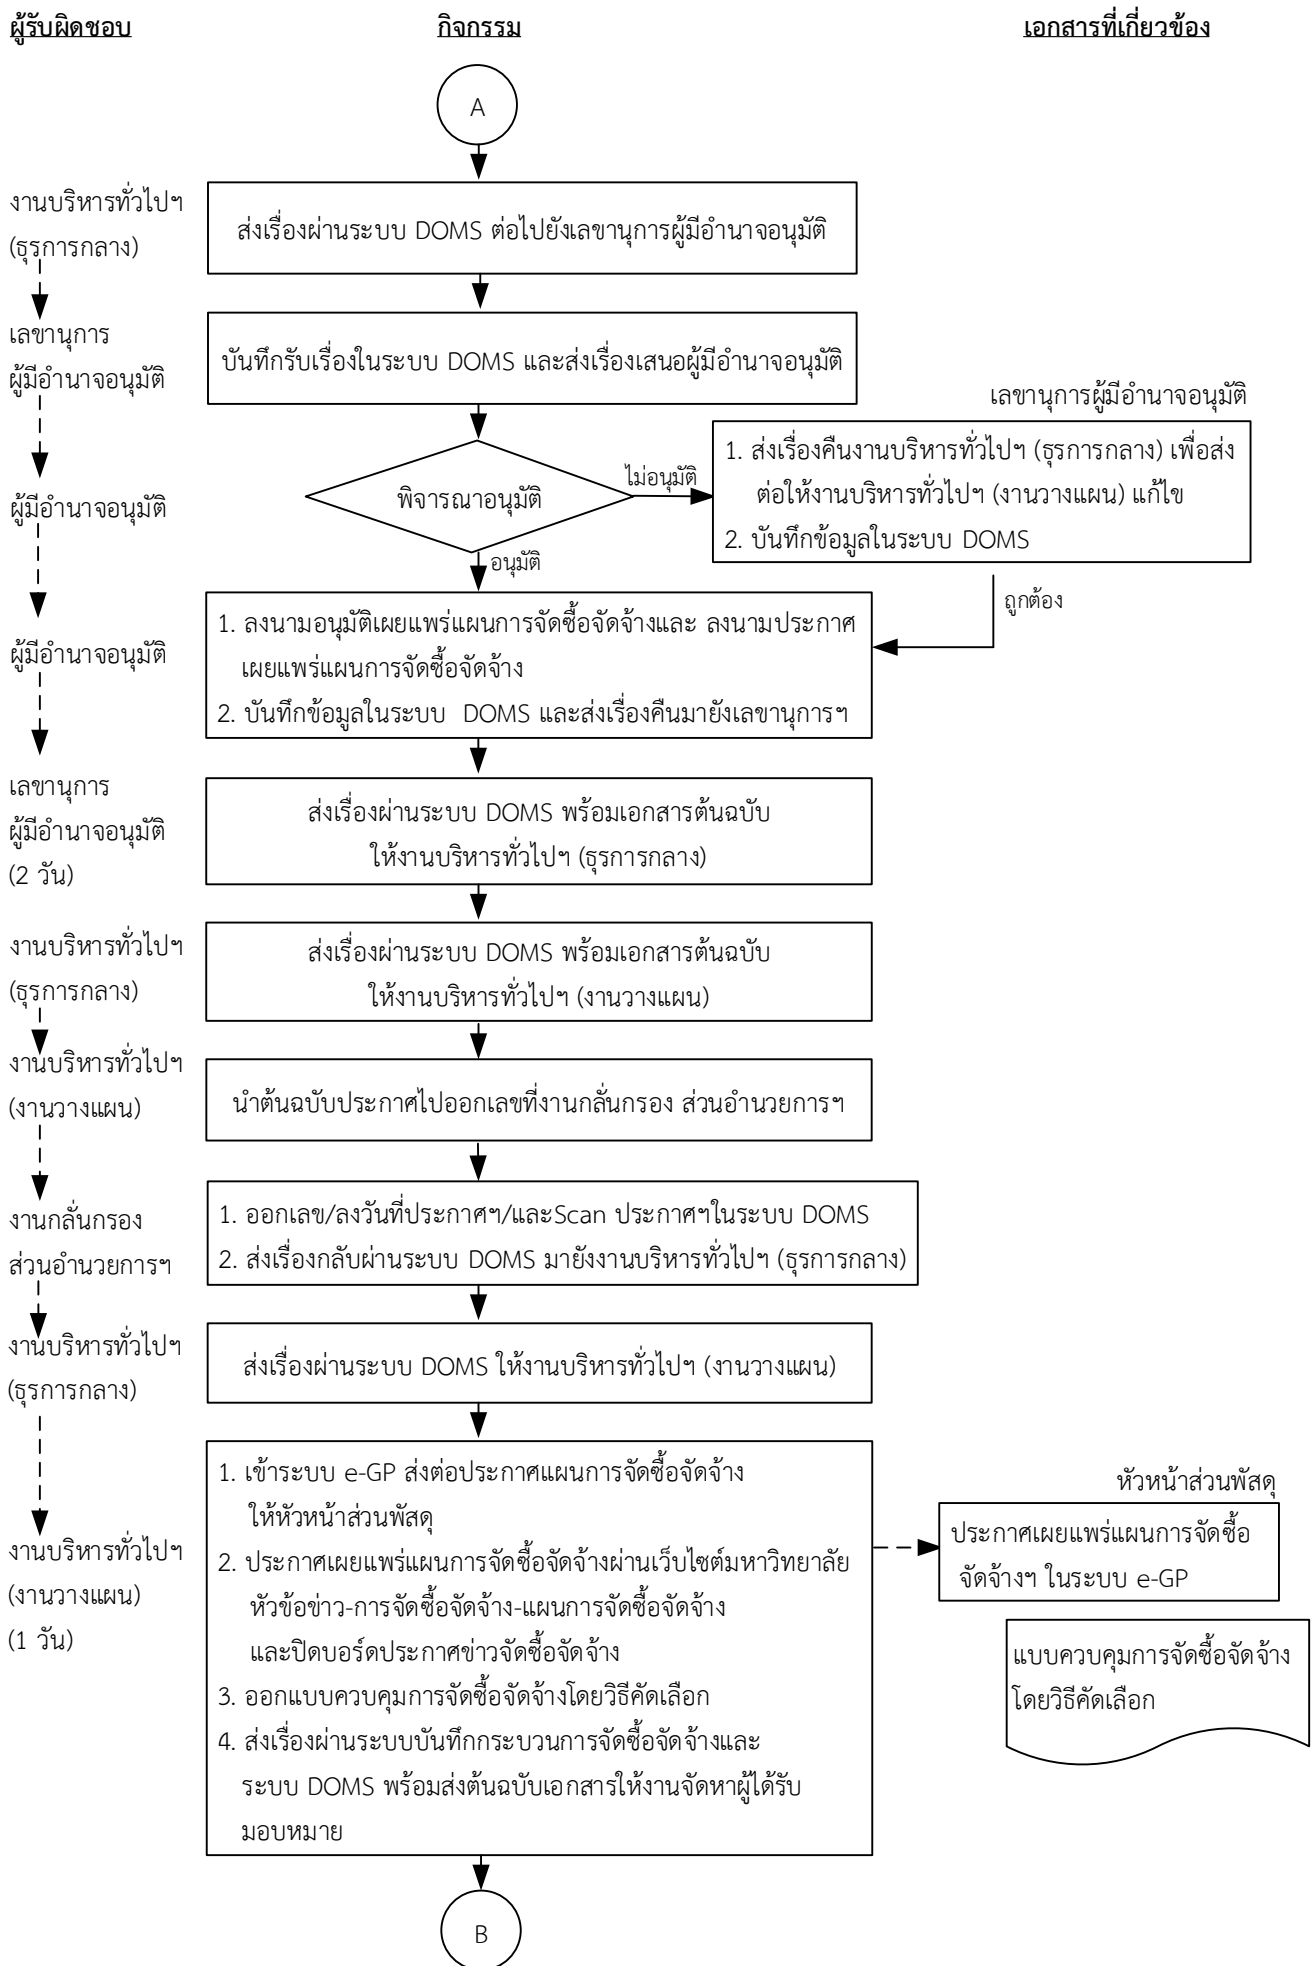 ผู้รับผิดชอบ กิจกรรม เอกสารที่เกี่ยวข้อง
A
งานบริหารทั่วไปฯ
(ธุรการกลาง)
ส่งเรื่องผ่านระบบ DOMS ต่อไปยังเลขานุการผู้มีอำนาจอนุมัติ
เลขานุการ
ผู้มีอำนาจอนุมัติ
บันทึกรับเรื่องในระบบ DOMS และส่งเรื่องเสนอผู้มีอำนาจอนุมัติ
เลขานุการผู้มีอำนาจอนุมัติ
ผู้มีอำนาจอนุมัติ
พิจารณาอนุมัติ
ไม่อนุมัติ
1. ส่งเรื่องคืนงานบริหารทั่วไปฯ (ธุรการกลาง) เพื่อส่ง
ต่อให้งานบริหารทั่วไปฯ (งานวางแผน) แก้ไข
2. บันทึกข้อมูลในระบบ DOMS
อนุมัติ
ถูกต้อง
ผู้มีอำนาจอนุมัติ
1. ลงนามอนุมัติเผยแพร่แผนการจัดซื้อจัดจ้างและ ลงนามประกาศ
เผยแพร่แผนการจัดซื้อจัดจ้าง
2. บันทึกข้อมูลในระบบ DOMS และส่งเรื่องคืนมายังเลขานุการฯ
เลขานุการ
ผู้มีอำนาจอนุมัติ
(2 วัน)
ส่งเรื่องผ่านระบบ DOMS พร้อมเอกสารต้นฉบับ
ให้งานบริหารทั่วไปฯ (ธุรการกลาง)
งานบริหารทั่วไปฯ
(ธุรการกลาง)
ส่งเรื่องผ่านระบบ DOMS พร้อมเอกสารต้นฉบับ
ให้งานบริหารทั่วไปฯ (งานวางแผน)
งานบริหารทั่วไปฯ
(งานวางแผน)
นำต้นฉบับประกาศไปออกเลขที่งานกลั่นกรอง ส่วนอำนวยการฯ
งานกลั่นกรอง
ส่วนอำนวยการฯ
1. ออกเลข/ลงวันที่ประกาศฯ/และScan ประกาศฯในระบบ DOMS
2. ส่งเรื่องกลับผ่านระบบ DOMS มายังงานบริหารทั่วไปฯ (ธุรการกลาง)
งานบริหารทั่วไปฯ
(ธุรการกลาง)
ส่งเรื่องผ่านระบบ DOMS ให้งานบริหารทั่วไปฯ (งานวางแผน)
งานบริหารทั่วไปฯ
(งานวางแผน)
(1 วัน)
1. เข้าระบบ e-GP ส่งต่อประกาศแผนการจัดซื้อจัดจ้าง
ให้หัวหน้าส่วนพัสดุ
2. ประกาศเผยแพร่แผนการจัดซื้อจัดจ้างผ่านเว็บไซต์มหาวิทยาลัย
หัวข้อข่าว-การจัดซื้อจัดจ้าง-แผนการจัดซื้อจัดจ้าง
และปิดบอร์ดประกาศข่าวจัดซื้อจัดจ้าง
3. ออกแบบควบคุมการจัดซื้อจัดจ้างโดยวิธีคัดเลือก
4. ส่งเรื่องผ่านระบบบันทึกกระบวนการจัดซื้อจัดจ้างและ
ระบบ DOMS พร้อมส่งต้นฉบับเอกสารให้งานจัดหาผู้ได้รับ
มอบหมาย
หัวหน้าส่วนพัสดุ
ประกาศเผยแพร่แผนการจัดซื้อ
จัดจ้างฯ ในระบบ e-GP
แบบควบคุมการจัดซื้อจัดจ้าง
โดยวิธีคัดเลือก
B